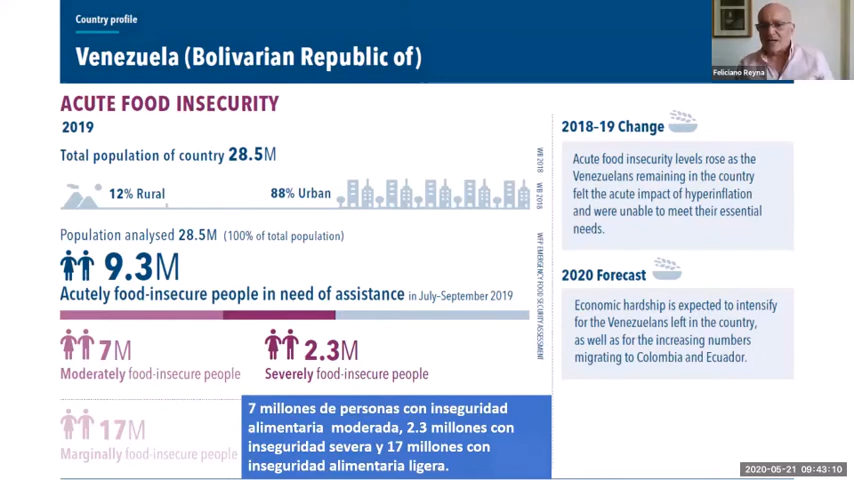 Country profile
Venezuela (Bolivarian Republic of)
Feliciano Reyna
ACUTE FOOD INSECURITY
2019
Total population of country 28.5M
12% Rural
88% Urban
WB 2018
WB 2018
Population analysed 28.5M (100% of total population)
9.3M
Acutely food-insecure people in need of assistance in July–September 2019
WFP EMERGENCY FOOD SECURITY ASSESSMENT
7M
Moderately food-insecure people
2.3M
Severely food-insecure people
17M
Marginally food-insecure people
7 millones de personas con inseguridad
alimentaria moderada, 2.3 millones con
inseguridad severa y 17 millones con
inseguridad alimentaria ligera.
2018–19 Change
Acute food insecurity levels rose as the
Venezuelans remaining in the country
felt the acute impact of hyperinflation
and were unable to meet their essential
needs.
2020 Forecast
Economic hardship is expected to intensify
for the Venezuelans left in the country,
as well as for the increasing numbers
migrating to Colombia and Ecuador.
2020-05-21 09:43:10